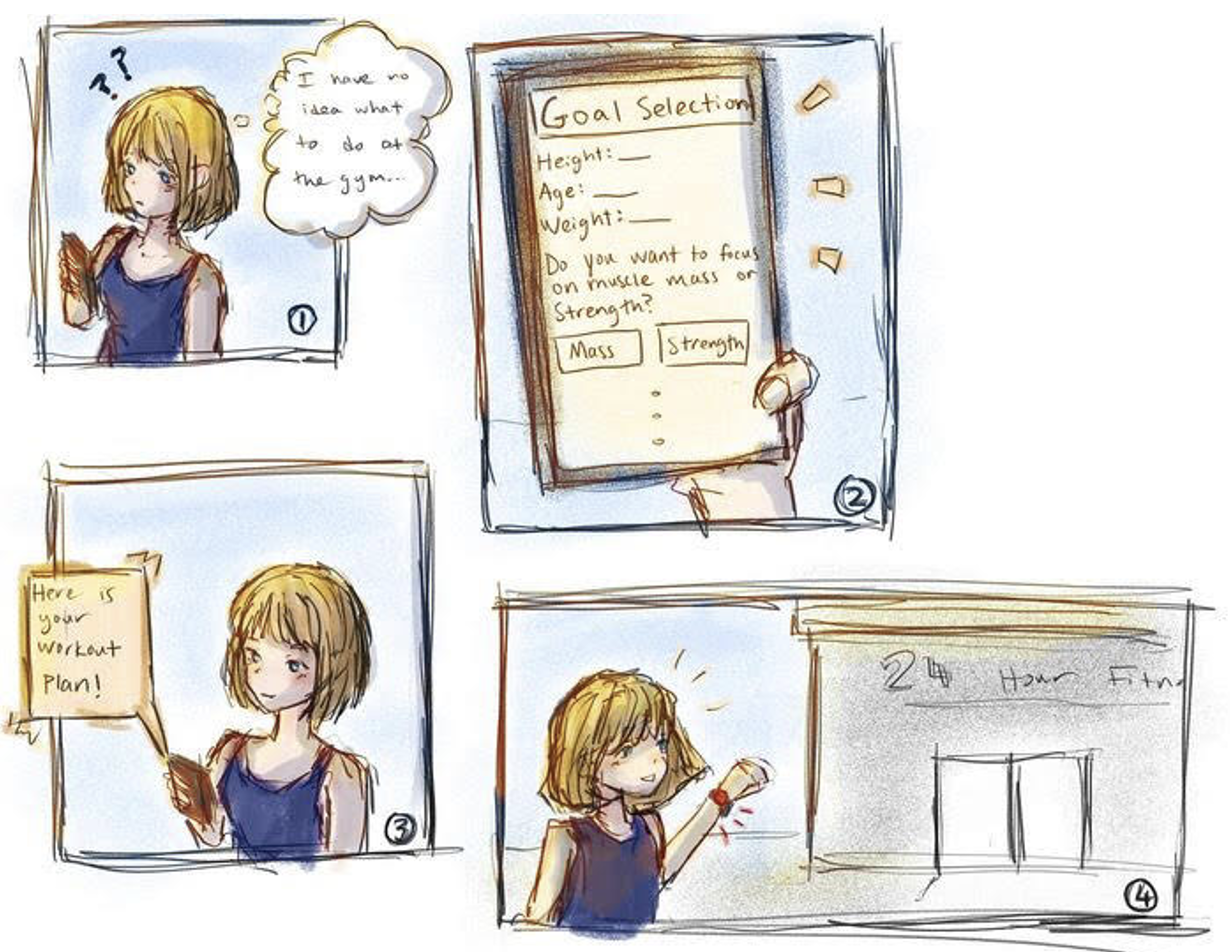 ? ?
I have no
idea what
to do at
the gym...
①
Goal Selection
Height: __
Age: __
Weight: __
Do you want to focus
on muscle mass or
Strength?
Mass Strength
②
Here is
your
workout
Plan!
③
24 Hour Fitn
④